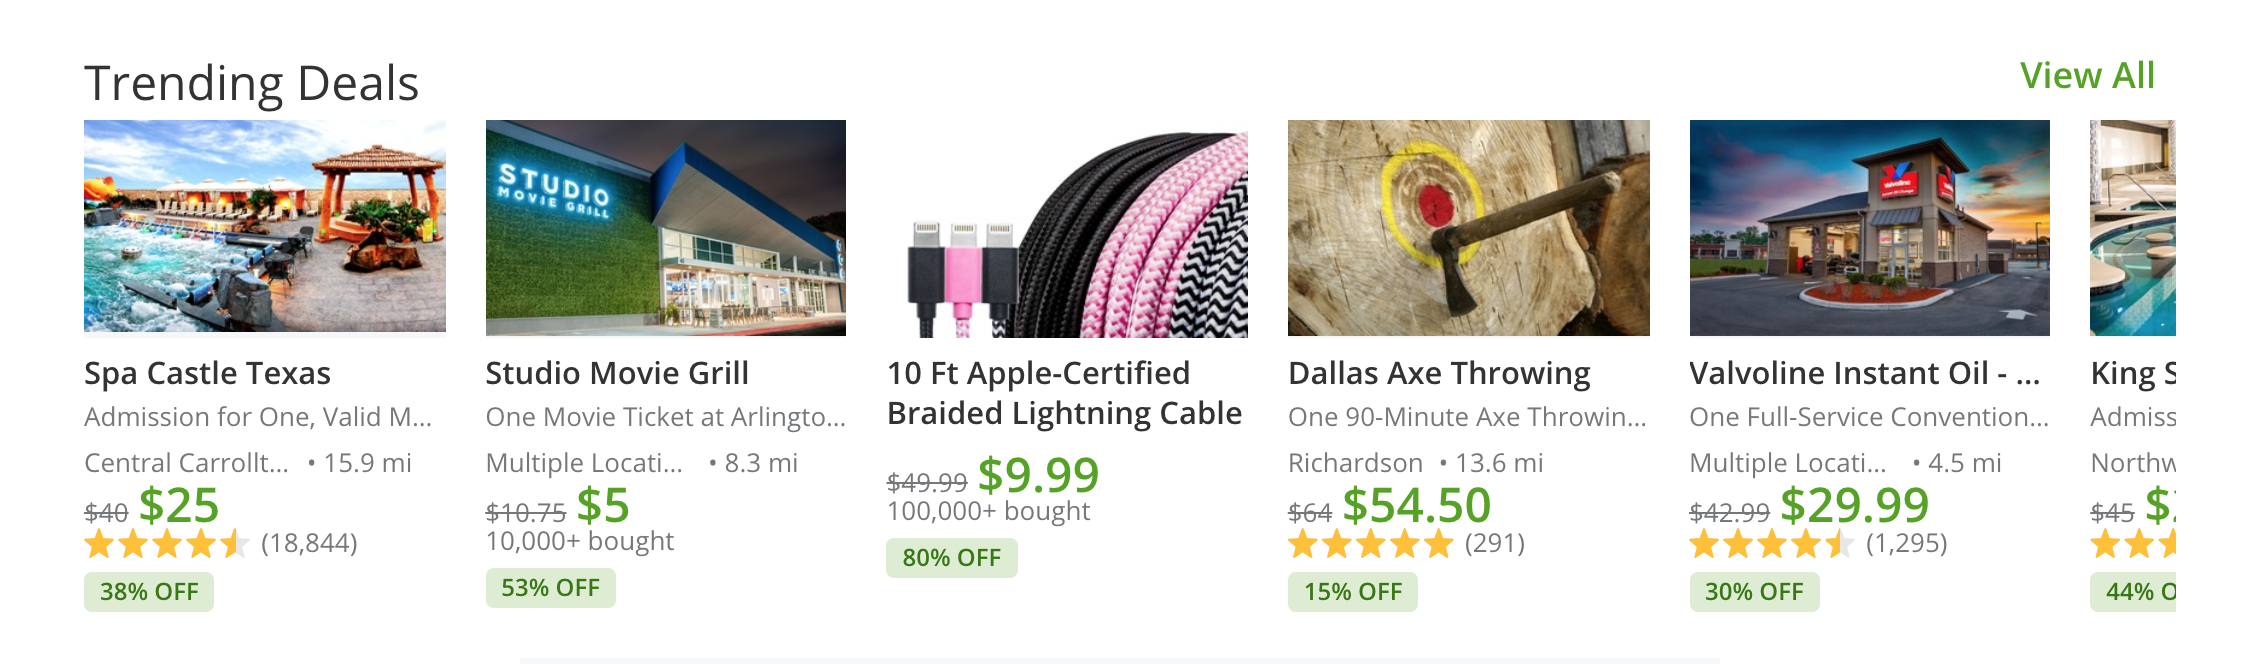 Trending Deals
View All
STUDIO
MOVIE GRILL
Valvoline
Spa Castle Texas
Admission for One, Valid M...
Central Carrollt... • 15.9 mi
$40 $25
(18,844)
38% OFF
Studio Movie Grill
One Movie Ticket at Arlingto...
Multiple Locati... • 8.3 mi
$10.75 $5
10,000+ bought
53% OFF
10 Ft Apple-Certified
Braided Lightning Cable
$49.99 $9.99
100,000+ bought
80% OFF
Dallas Axe Throwing
One 90-Minute Axe Throwin...
Richardson • 13.6 mi
$64 $54.50
(291)
15% OFF
Valvoline Instant Oil - ...
One Full-Service Convention...
Multiple Locati... • 4.5 mi
$42.99 $29.99
(1,295)
30% OFF
King S
Admiss
Northw
$45 $
44% O